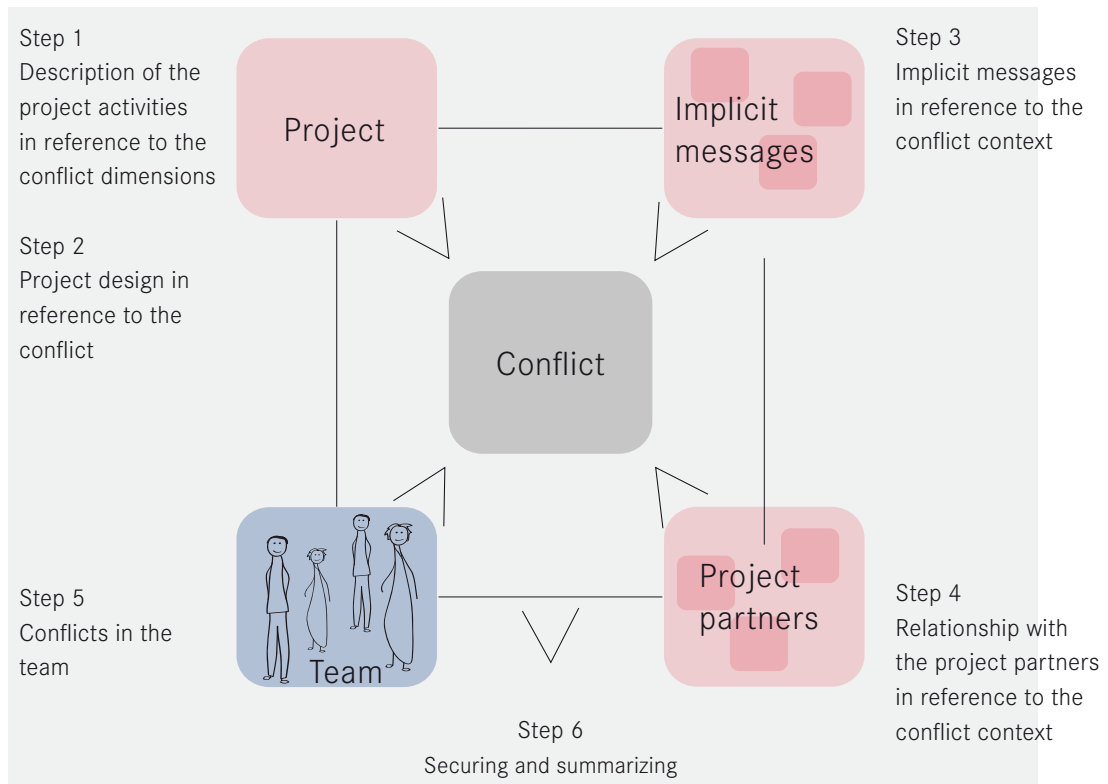 Step 1
Description of the
project activities
in reference to the
conflict dimensions
Project
Implicit
messages
Step 3
Implicit messages
in reference to the
conflict context
Step 2
Project design in
reference to the
conflict
Conflict
Step 5
Conflicts in the
team
Team
Project
partners
Step 4
Relationship with
the project partners
in reference to the
conflict context
Step 6
Securing and summarizing